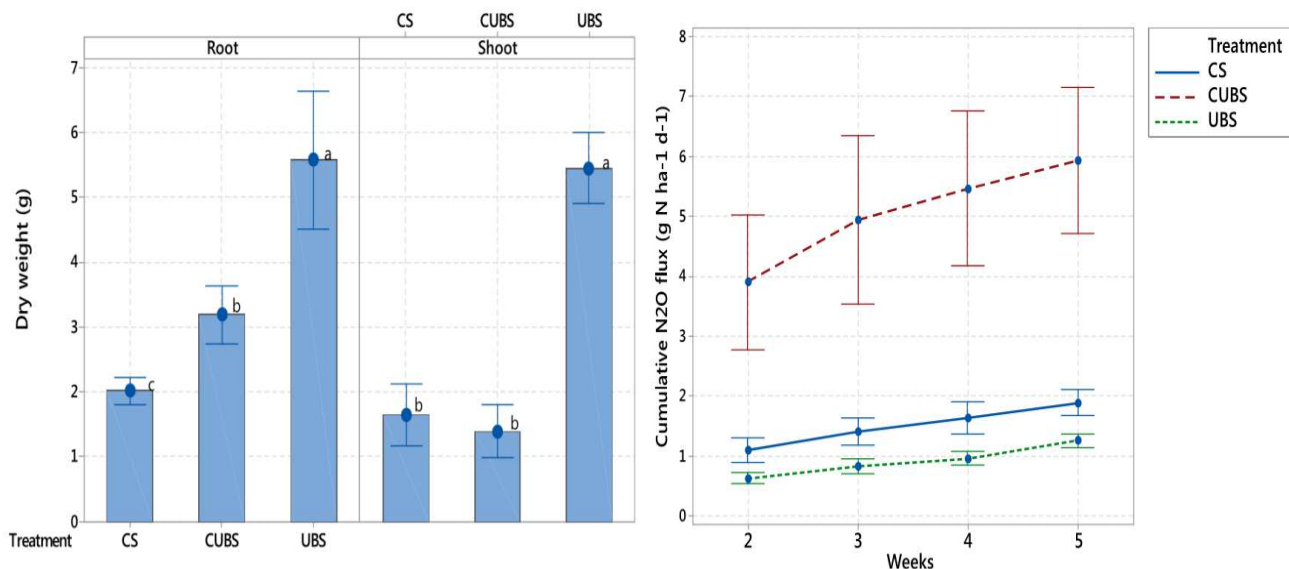 CS CUBS UBS
Root Shoot
7
6
5
4
3
2
1
0
Dry weight (g)
c
b
a
b
b
a
Treatment CS CUBS UBS
8
7
6
5
4
3
2
1
0
Cumulative N2O flux (g N ha-1 d-1)
2 3 4 5
Weeks
Treatment
CS
CUBS
UBS